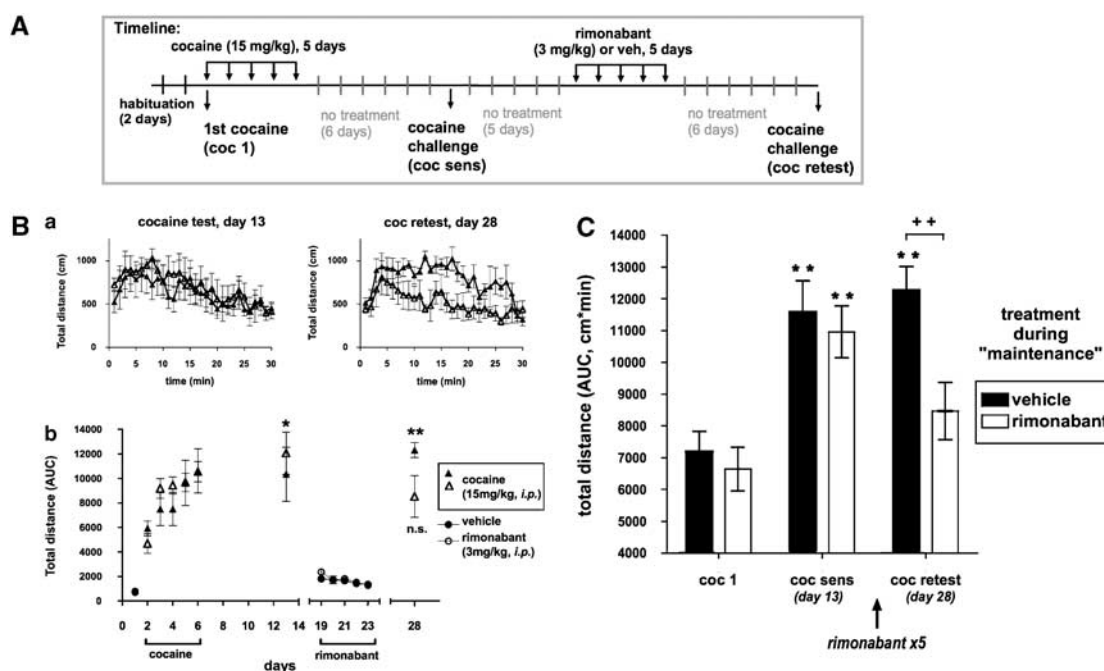 A
Timeline:
cocaine (15 mg/kg), 5 days
rimonabant
(3 mg/kg) or veh, 5 days
habituation
(2 days)
1st cocaine
(coc 1)
no treatment
(6 days)
cocaine
challenge
(coc sens)
no treatment
(5 days)
no treatment
(6 days)
cocaine
challenge
(coc retest)
B
a
cocaine test, day 13
Total distance (cm)
1000
500
0
0 5 10 15 20 25 30
time (min)
coc retest, day 28
Total distance (cm)
1000
500
0
0 5 10 15 20 25 30
time (min)
b
Total distance (AUC)
14000
12000
10000
8000
6000
4000
2000
0
*
**
n.s.
0 2 4 6 8 10 12 14 19 21 23 28
cocaine
days
rimonabant
cocaine
(15mg/kg, i.p.)
vehicle
rimonabant
(3mg/kg, i.p.)
C
total distance (AUC, cm*min)
14000
13000
12000
11000
10000
9000
8000
7000
6000
5000
4000
**
**
**
++
coc 1
coc sens
(day 13)
coc retest
(day 28)
rimonabant x5
treatment
during
"maintenance"
vehicle
rimonabant